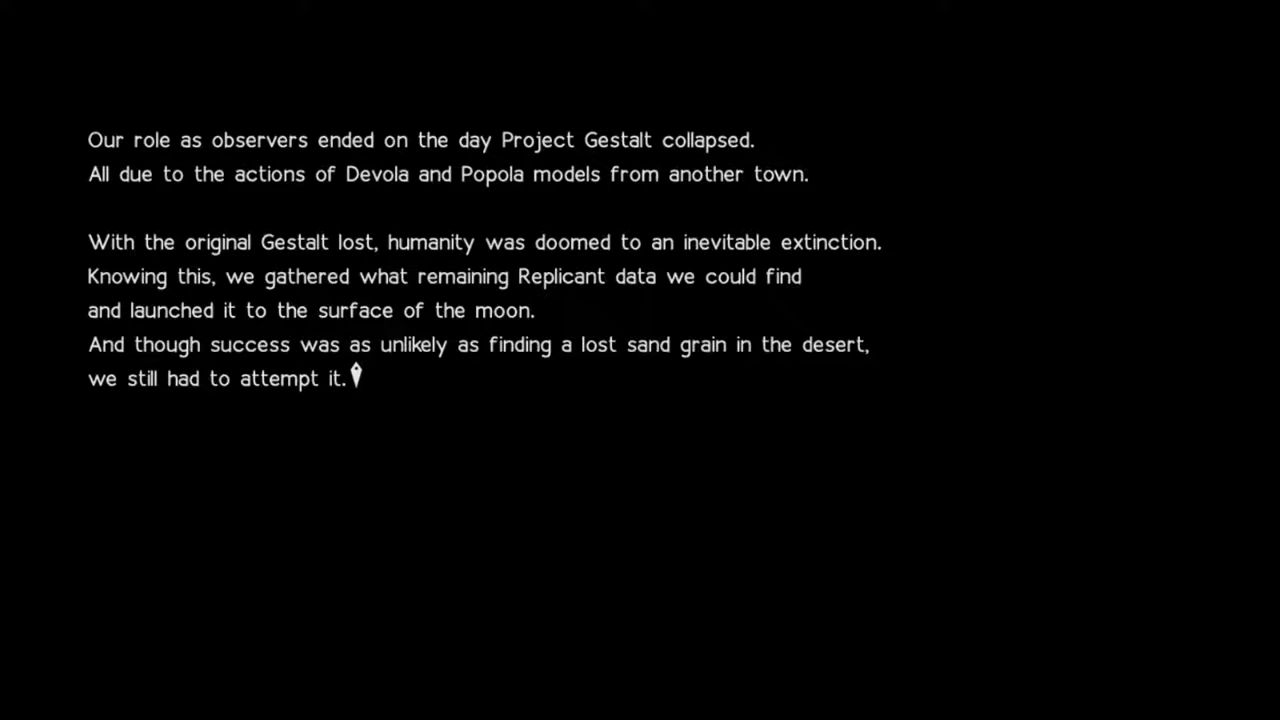 Our role as observers ended on the day Project Gestalt collapsed.
All due to the actions of Devola and Popola models from another town.
With the original Gestalt lost, humanity was doomed to an inevitable extinction.
Knowing this, we gathered what remaining Replicant data we could find
and launched it to the surface of the moon.
And though success was as unlikely as finding a lost sand grain in the desert,
we still had to attempt it.